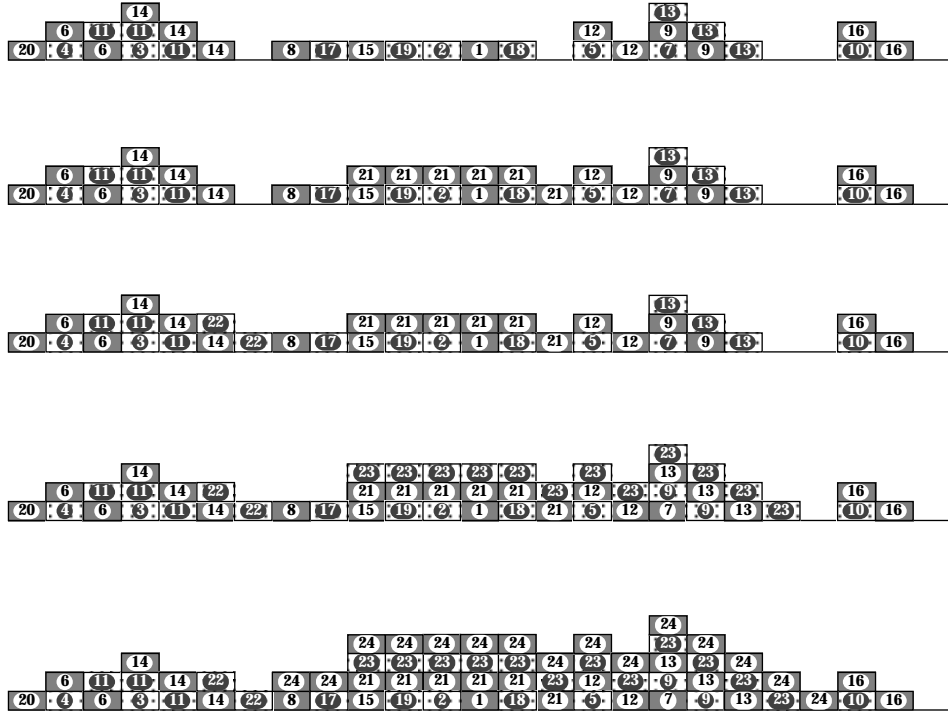 14 13
6 11 11 14 12 9 13 16
20 4 6 3 11 14 8 17 15 19 2 1 18 5 12 7 9 13 10 16
14 13
6 11 11 14 21 21 21 21 21 12 9 13 16
20 4 6 3 11 14 8 17 15 19 2 1 18 21 5 12 7 9 13 10 16
14 13
6 11 11 14 22 21 21 21 21 21 12 9 13 16
20 4 6 3 11 14 22 8 17 15 19 2 1 18 21 5 12 7 9 13 10 16
23
14 23 23 23 23 23 23 13 23
6 11 11 14 22 21 21 21 21 21 23 12 23 9 13 23 16
20 4 6 3 11 14 22 8 17 15 19 2 1 18 21 5 12 7 9 13 23 10 16
24
24 24 24 24 24 24 23 24
14 23 23 23 23 23 24 23 24 13 23 24
6 11 11 14 22 24 24 21 21 21 21 21 23 12 23 9 13 23 24 16
20 4 6 3 11 14 22 8 17 15 19 2 1 18 21 5 12 7 9 13 23 24 10 16